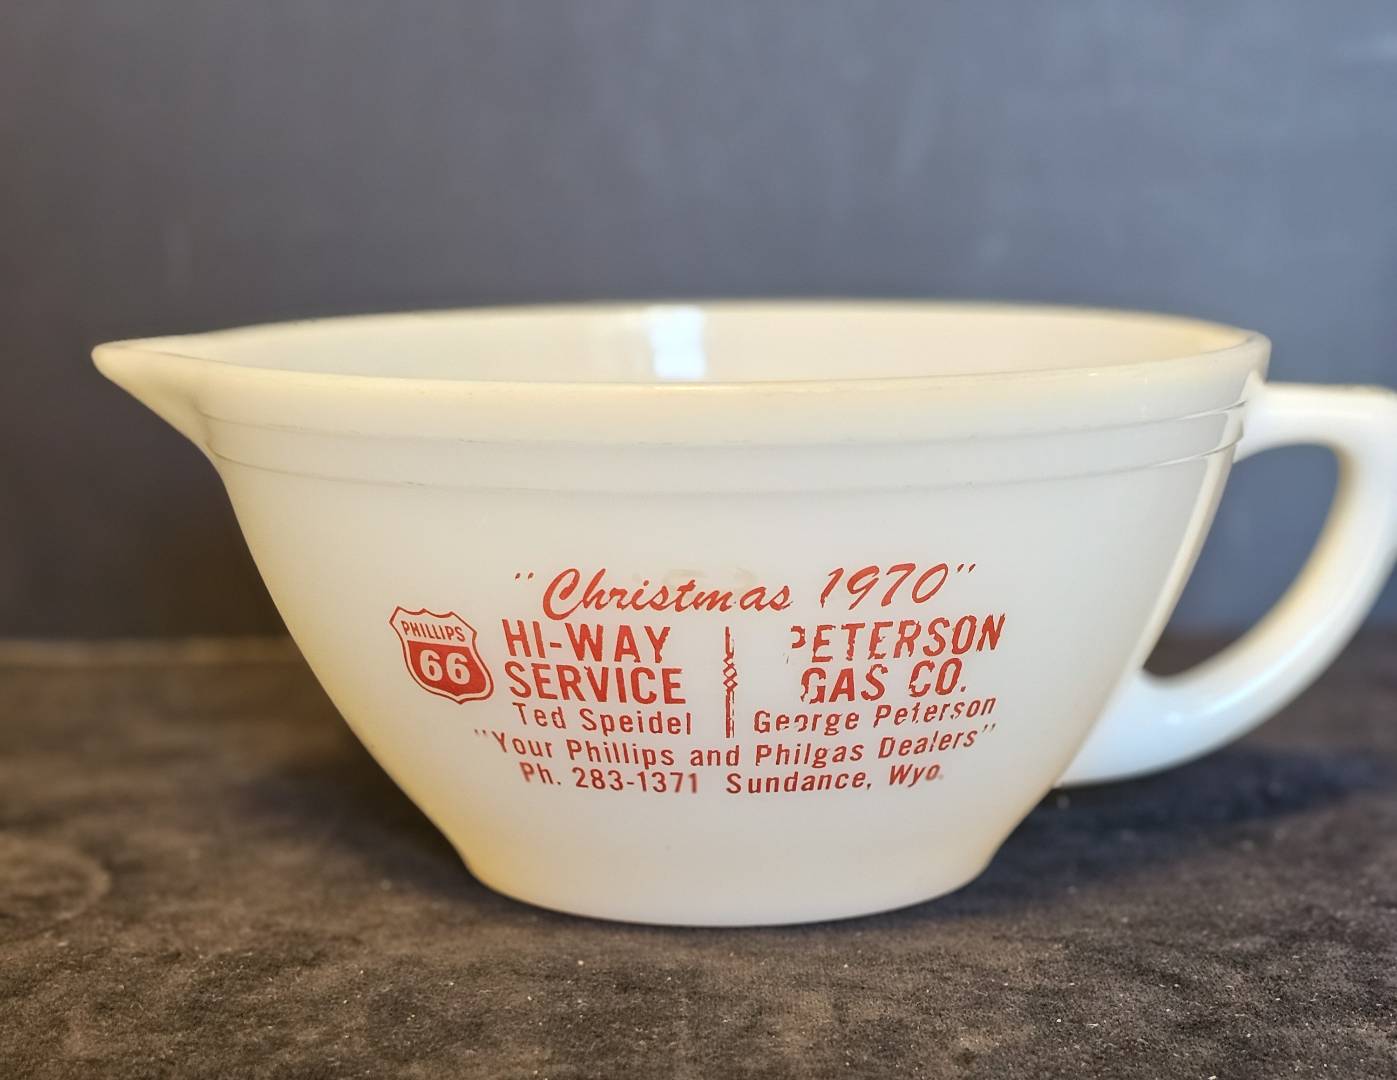 "Christmas 1970"
PHILLIPS
66
HI-WAY
SERVICE
Ted Speidel
PETERSON
GAS CO.
George Peterson
"Your Phillips and Philgas Dealers"
Ph. 283-1371 Sundance, Wyo.